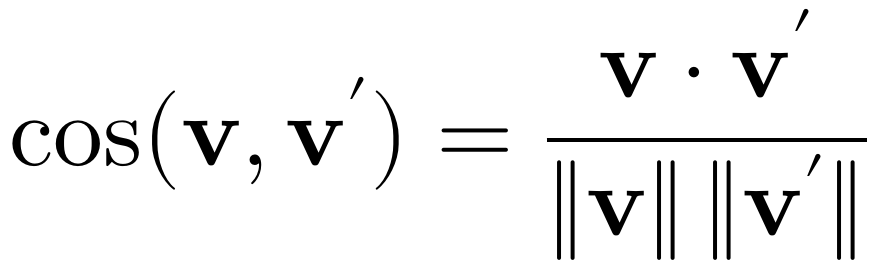 cos(𝐯, 𝐯′) = 𝐯 · 𝐯′ / ‖𝐯‖ ‖𝐯′‖